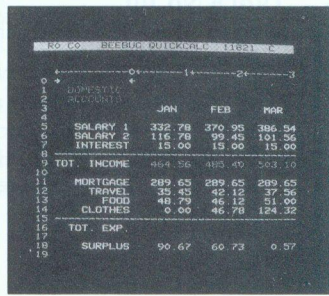 RO CO BEEBUG QUICKCALC 11821 C
0+--------1+--------2+--------3
0
1 DOMESTIC
2 ACCOUNTS
3 JAN FEB MAR
4
5 SALARY 1 332.78 370.95 386.54
6 SALARY 2 116.78 99.45 101.56
7 INTEREST 15.00 15.00 15.00
8
9 TOT. INCOME 464.56 485.40 503.10
10
11 MORTGAGE 289.65 289.65 289.65
12 TRAVEL 35.45 42.12 37.56
13 FOOD 48.79 46.12 51.00
14 CLOTHES 0.00 46.78 124.32
15
16 TOT. EXP.
17
18 SURPLUS 90.67 60.73 0.57
19